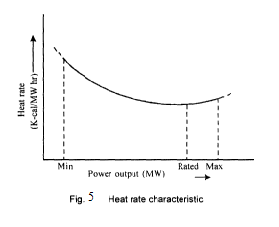 Heat rate
(K-cal/MW hr)
Min
Rated
Max
Power output (MW)
Fig. 5 Heat rate characteristic